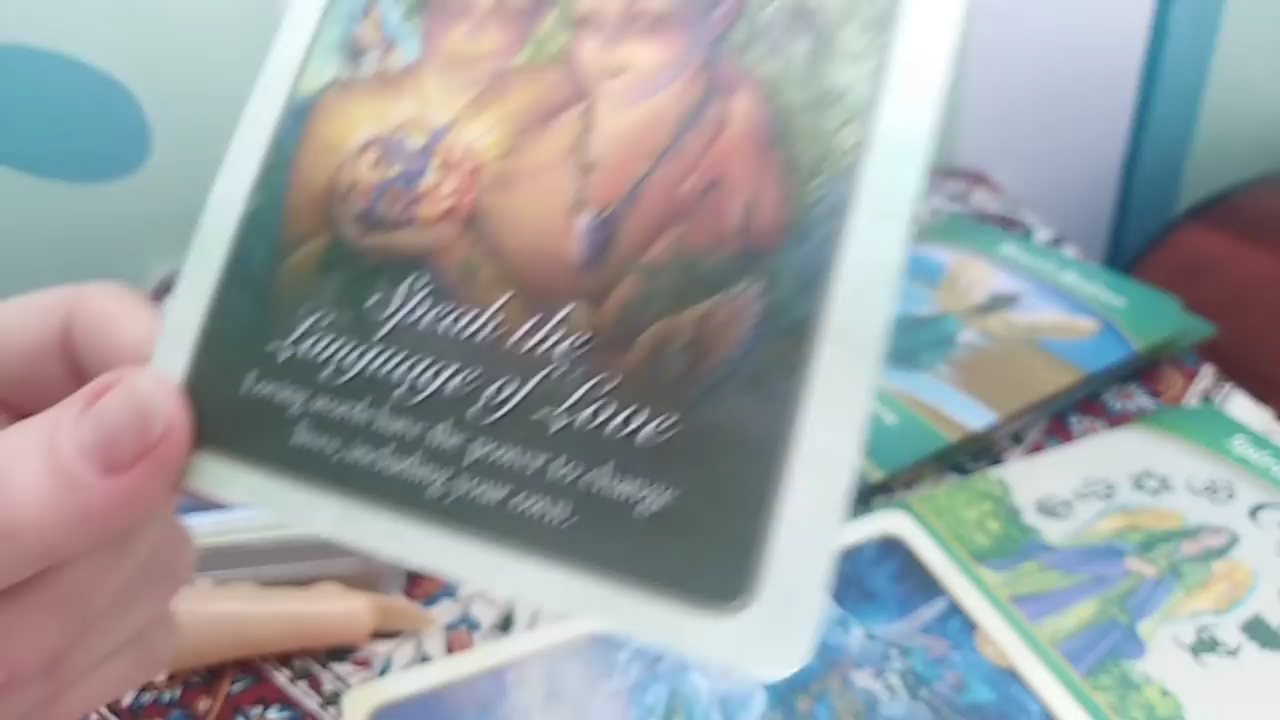 Speak the
Language of Love
Loving words have the power to change
lives, including your own.